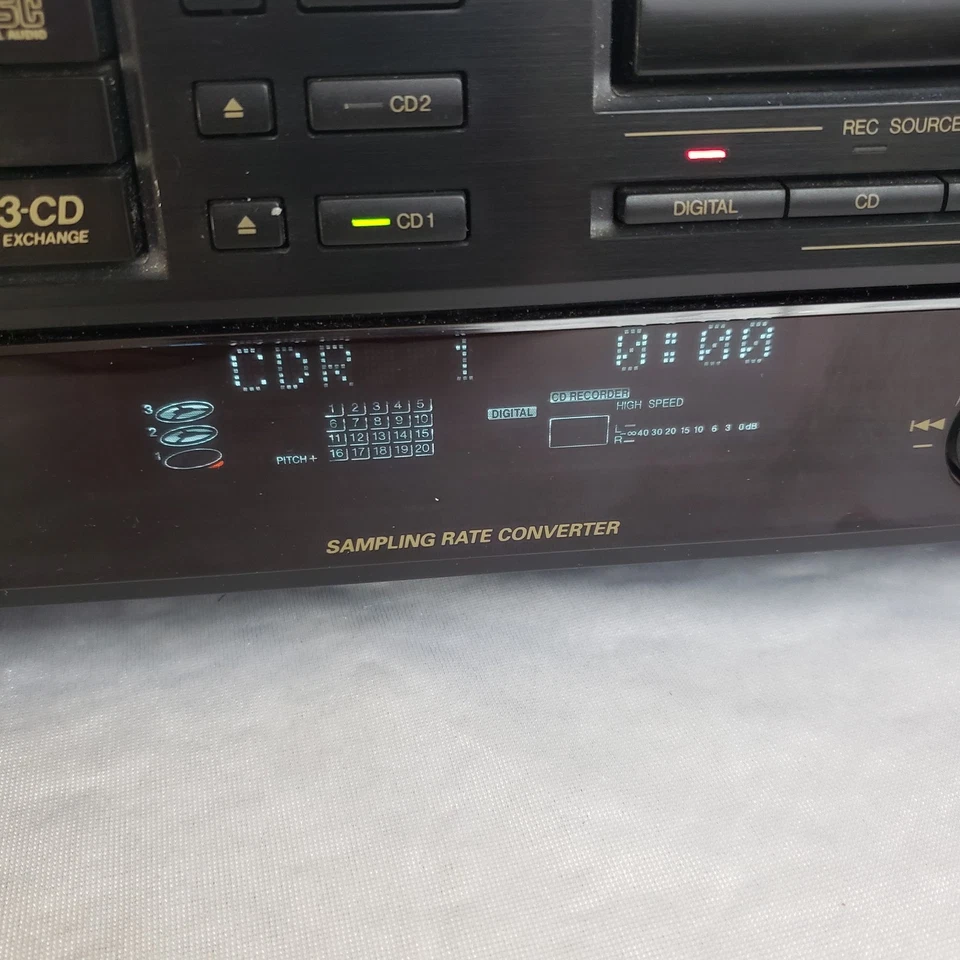 CD2
REC SOURCE
3-CD
EXCHANGE
CD1
DIGITAL
CD
CDR 1 0:00
3
2
1
1 2 3 4 5
6 7 8 9 10
11 12 13 14 15
16 17 18 19 20
PITCH+
DIGITAL
CD RECORDER
HIGH SPEED
L
R
-∞ 40 30 20 15 10 6 3 0dB
SAMPLING RATE CONVERTER